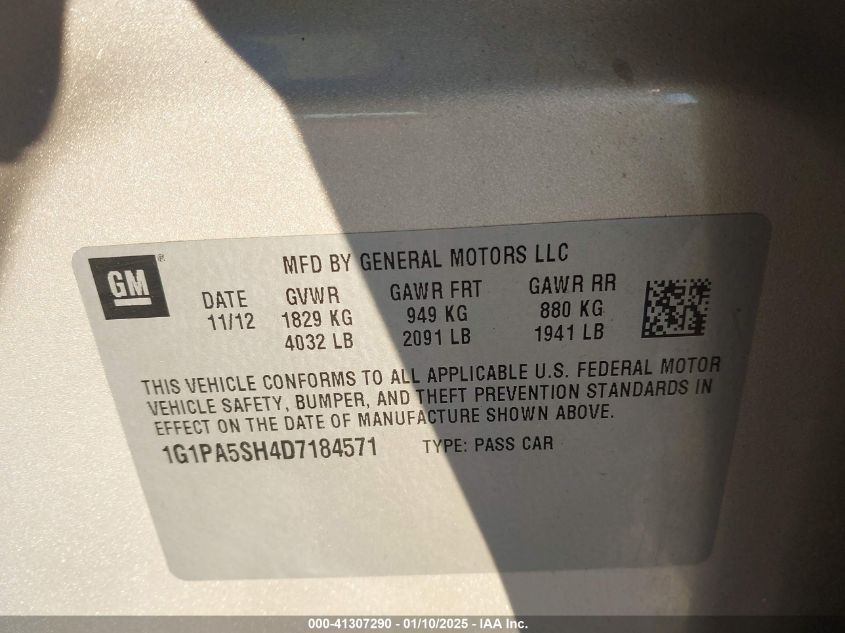 GM ®
MFD BY GENERAL MOTORS LLC
DATE GVWR GAWR FRT GAWR RR
11/12 1829 KG 949 KG 880 KG
4032 LB 2091 LB 1941 LB
THIS VEHICLE CONFORMS TO ALL APPLICABLE U.S. FEDERAL MOTOR
VEHICLE SAFETY, BUMPER, AND THEFT PREVENTION STANDARDS IN
EFFECT ON THE DATE OF MANUFACTURE SHOWN ABOVE.
1G1PA5SH4D7184571 TYPE: PASS CAR
000-41307290 - 01/10/2025 - IAA Inc.